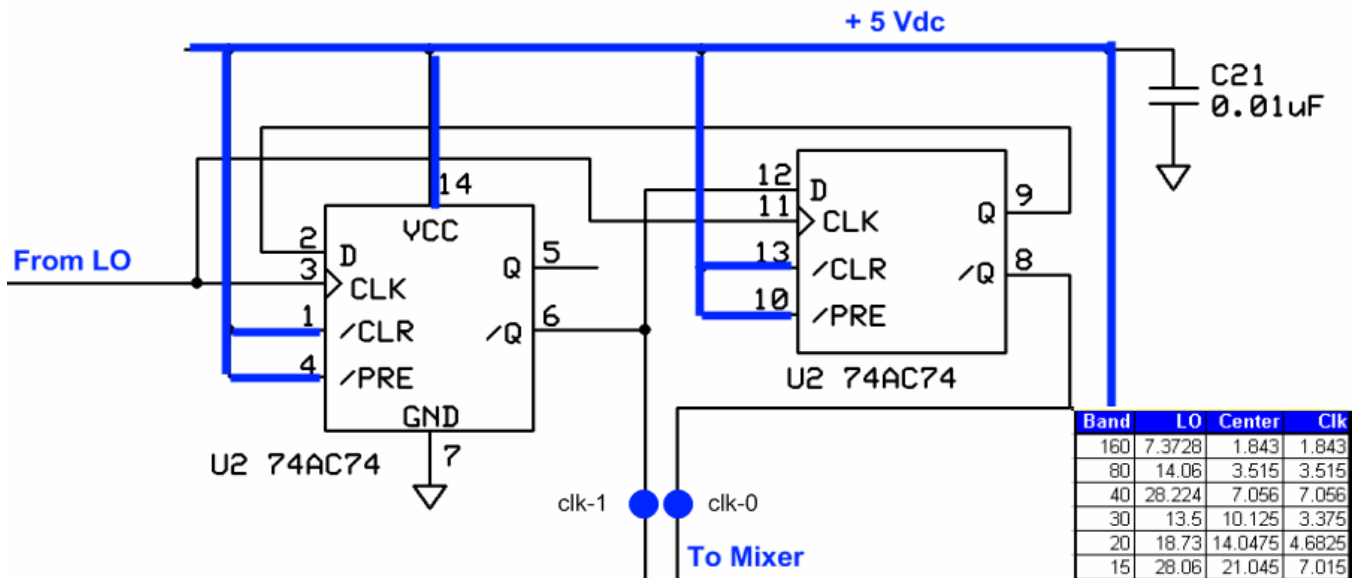 + 5 Vdc
C21
0.01uF
14
VCC
2
D
Q
5
From LO
3
CLK
1
/CLR
/Q
6
4
/PRE
GND
7
U2 74AC74
12
D
11
CLK
Q
9
13
/CLR
/Q
8
10
/PRE
U2 74AC74
clk-1
clk-0
To Mixer
Band LO Center Clk
160 7.3728 1.843 1.843
80 14.06 3.515 3.515
40 28.224 7.056 7.056
30 13.5 10.125 3.375
20 18.73 14.0475 4.6825
15 28.06 21.045 7.015